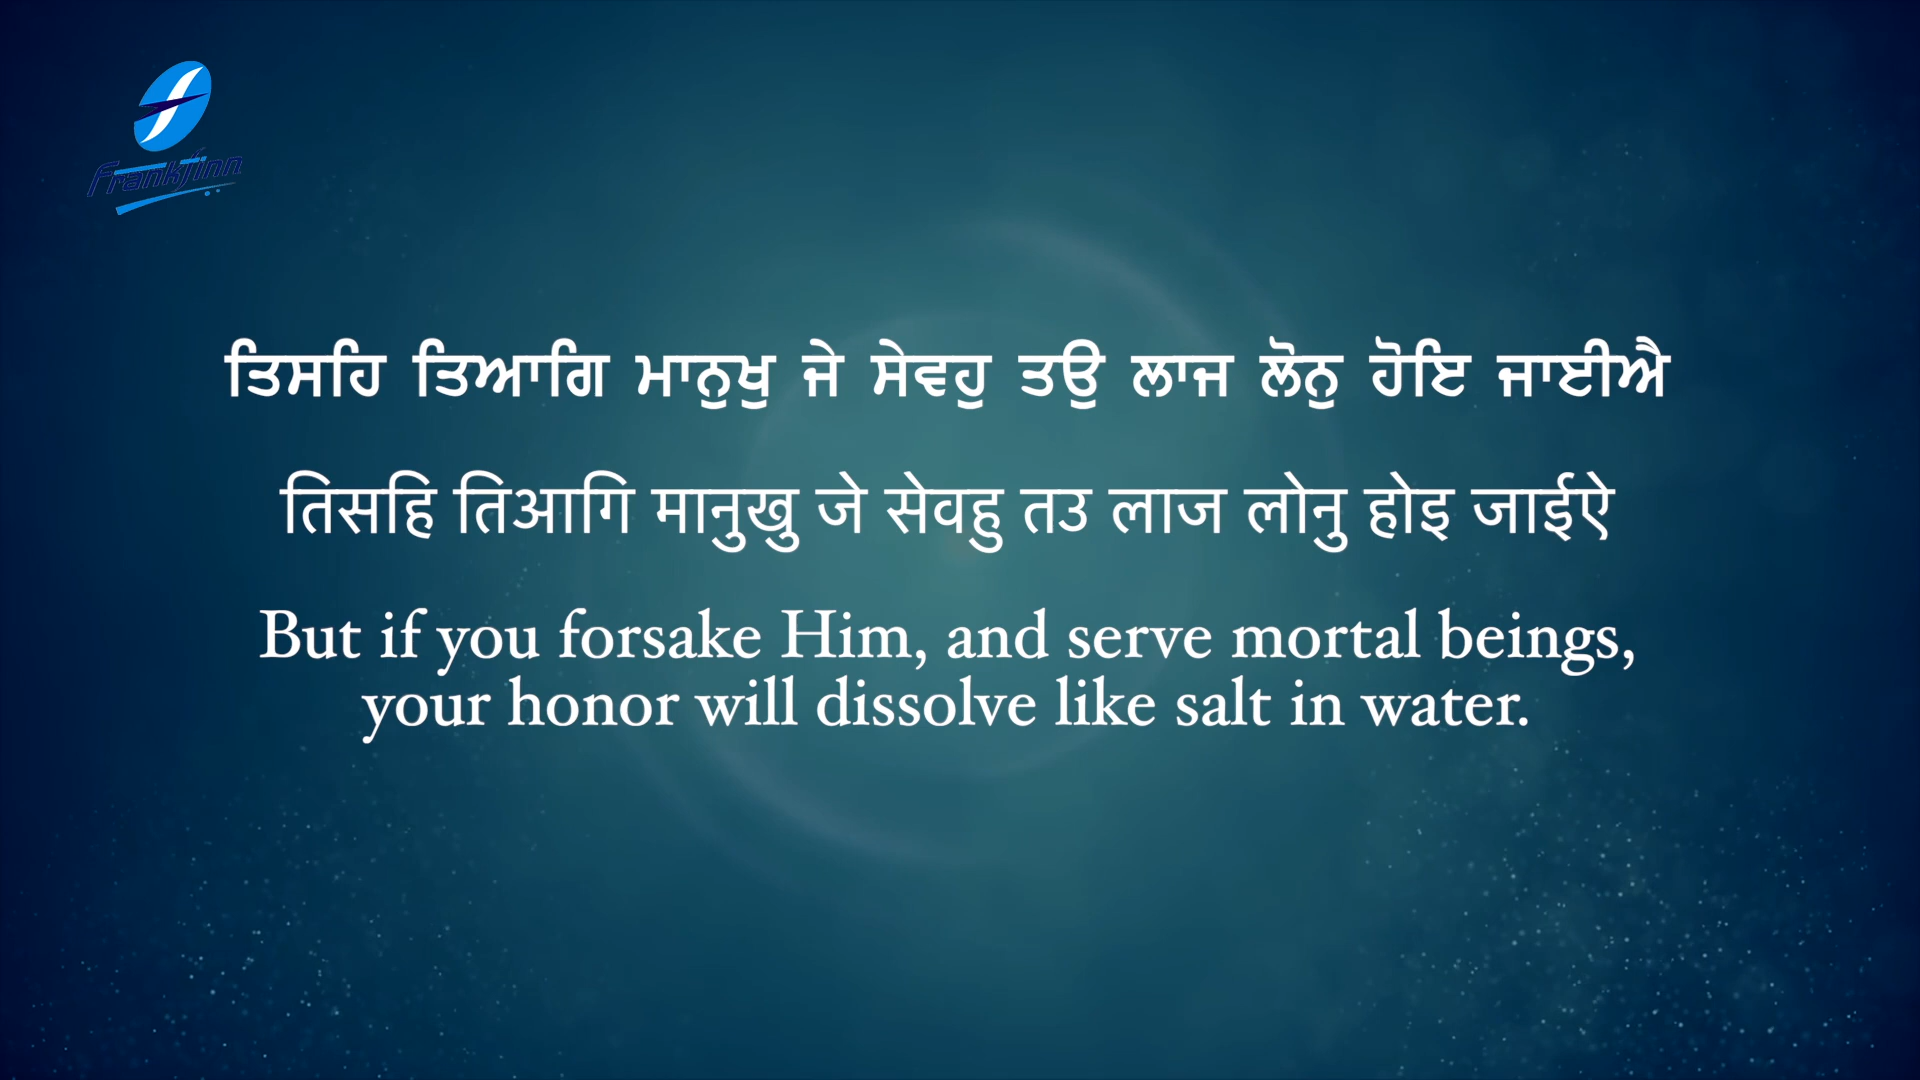 Frankfinn
ਤਿਸਹਿ ਤਿਆਗਿ ਮਾਨੁਖੁ ਜੇ ਸੇਵਹੁ ਤਉ ਲਾਜ ਲੋਨੁ ਹੋਇ ਜਾਈਐ
तिसहि तिआगि मानुखु जे सेवहु तउ लाज लोनु होइ जाईऐ
But if you forsake Him, and serve mortal beings,
your honor will dissolve like salt in water.